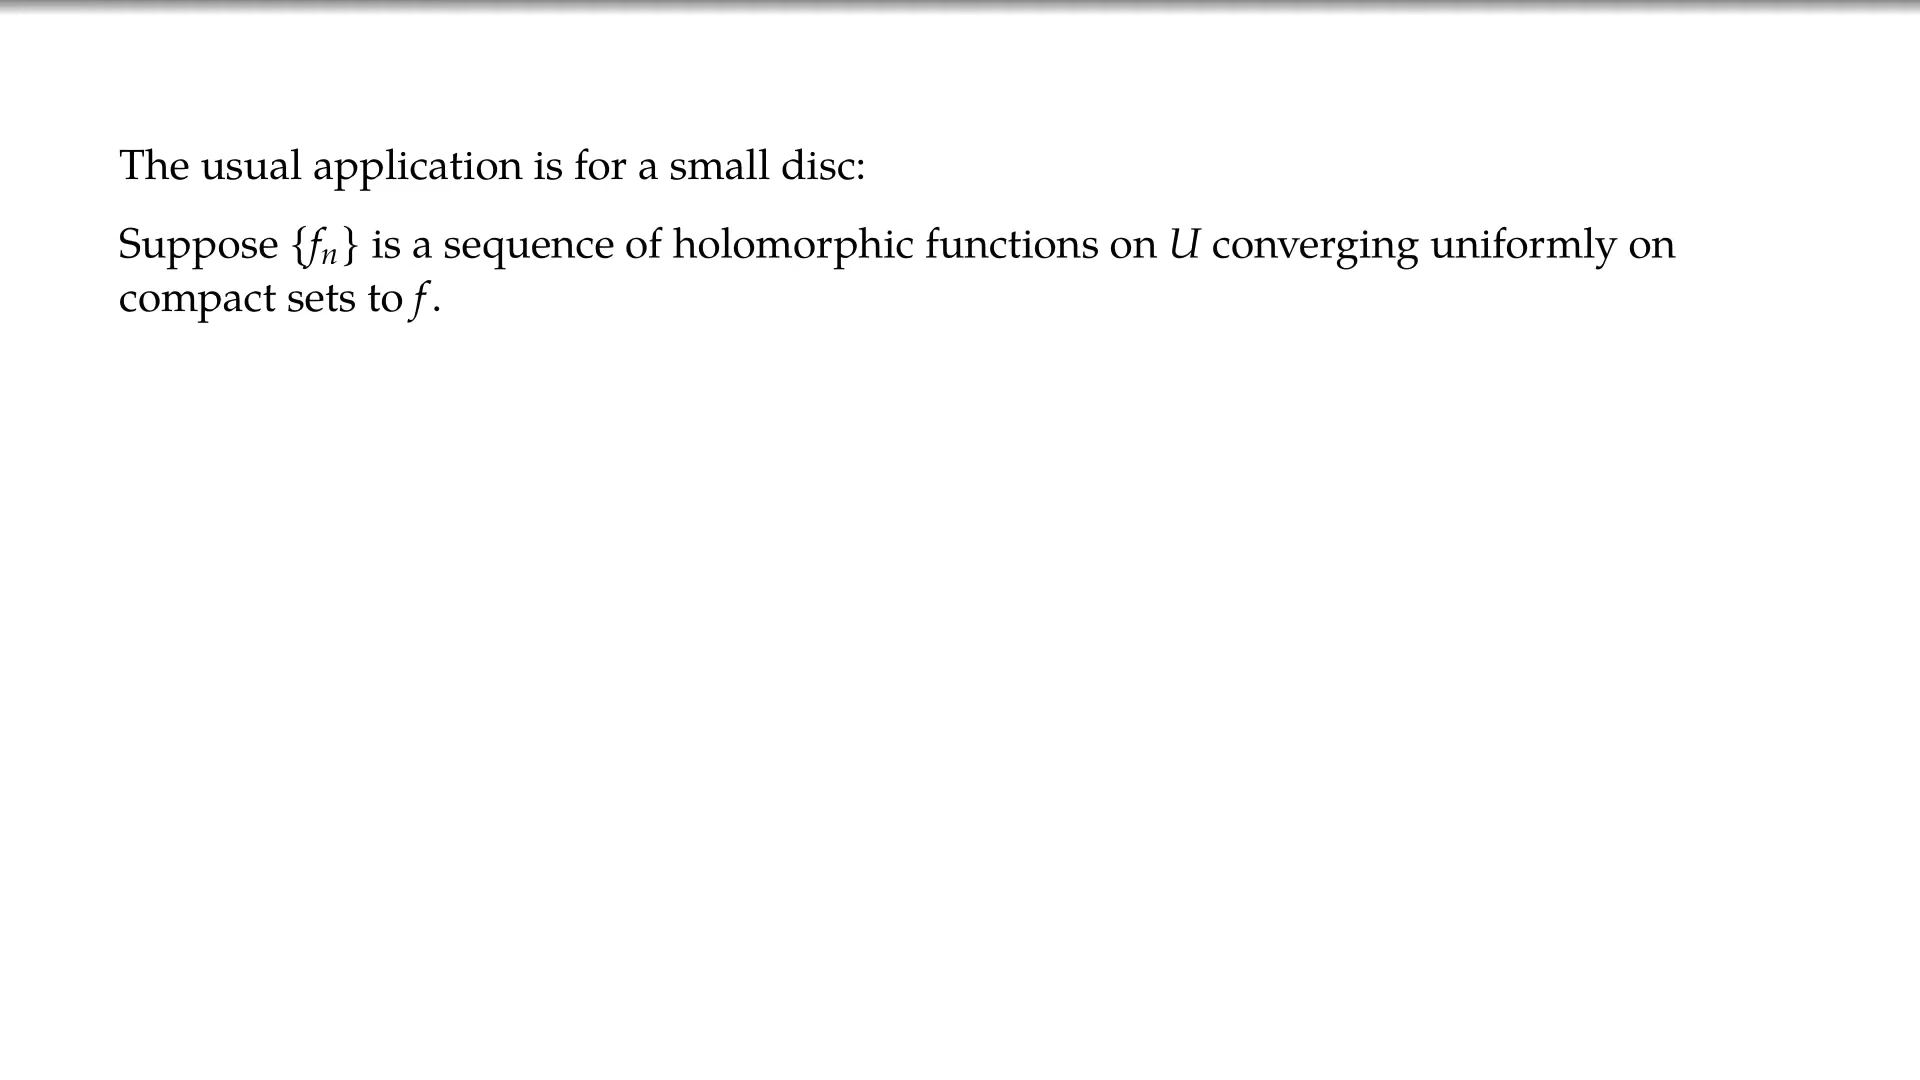 The usual application is for a small disc:
Suppose {fₙ} is a sequence of holomorphic functions on U converging uniformly on
compact sets to f.